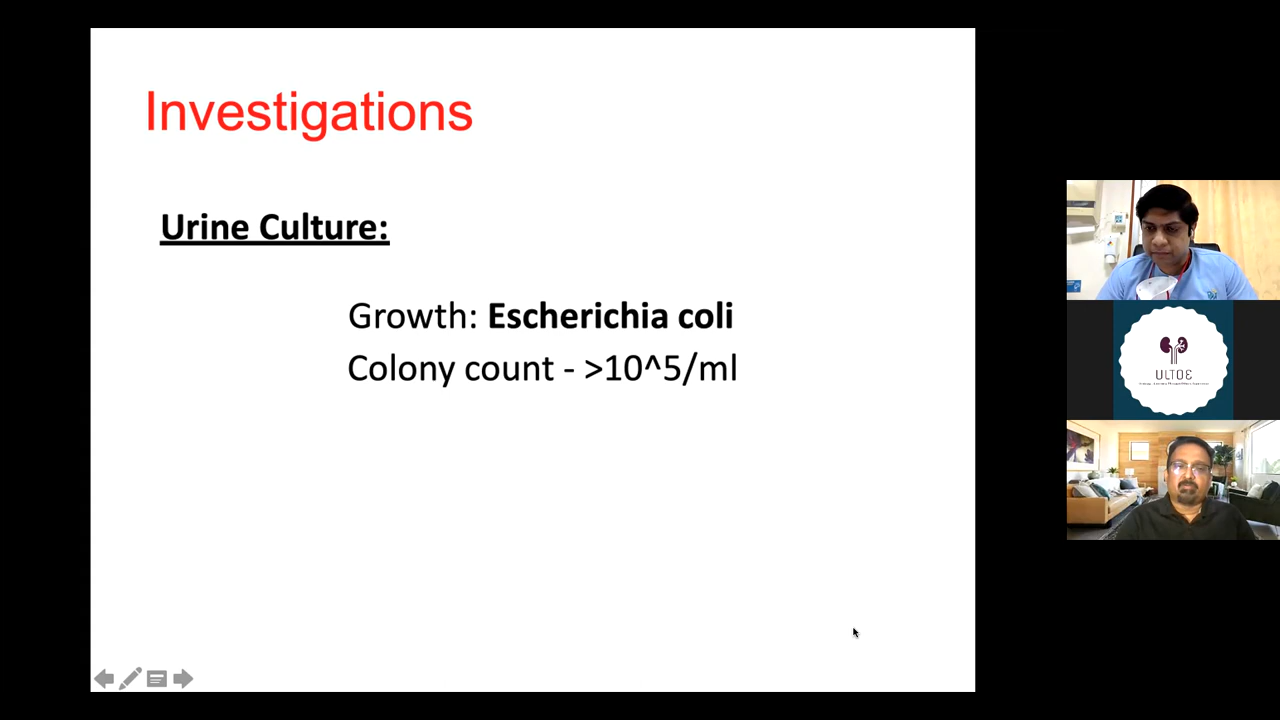 Investigations
Urine Culture:
Growth: Escherichia coli
Colony count - >10^5/ml
ULTOE